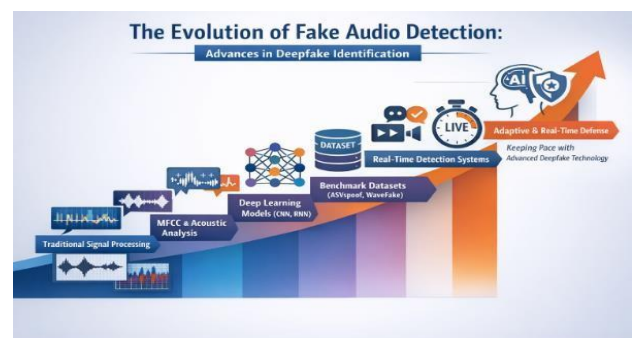 The Evolution of Fake Audio Detection:
Advances in Deepfake Identification
Traditional Signal Processing
MFCC & Acoustic
Analysis
Deep Learning
Models (CNN, RNN)
DATASET
Benchmark Datasets
(ASVspoof, WaveFake)
LIVE
Real-Time Detection Systems
AI
Adaptive & Real-Time Defense
Keeping Pace with
Advanced Deepfake Technology